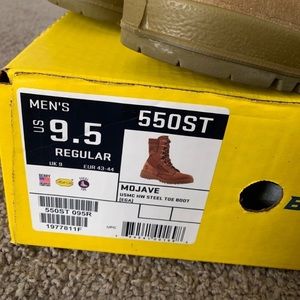 MEN'S
550ST
US 9.5
REGULAR
UK 9 EUR 43-44
MOJAVE
USMC HW STEEL TOE BOOT
[EGA]
550ST 095R
1977811F
MPG